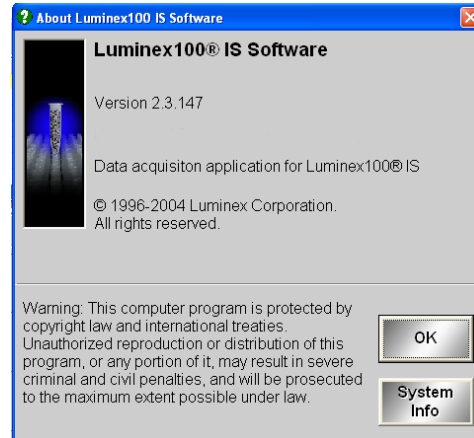 About Luminex100 IS Software
Luminex100® IS Software
Version 2.3.147
Data acquisiton application for Luminex100® IS
© 1996-2004 Luminex Corporation.
All rights reserved.
Warning: This computer program is protected by
copyright law and international treaties.
Unauthorized reproduction or distribution of this
program, or any portion of it, may result in severe
criminal and civil penalties, and will be prosecuted
to the maximum extent possible under law.
OK
System
Info